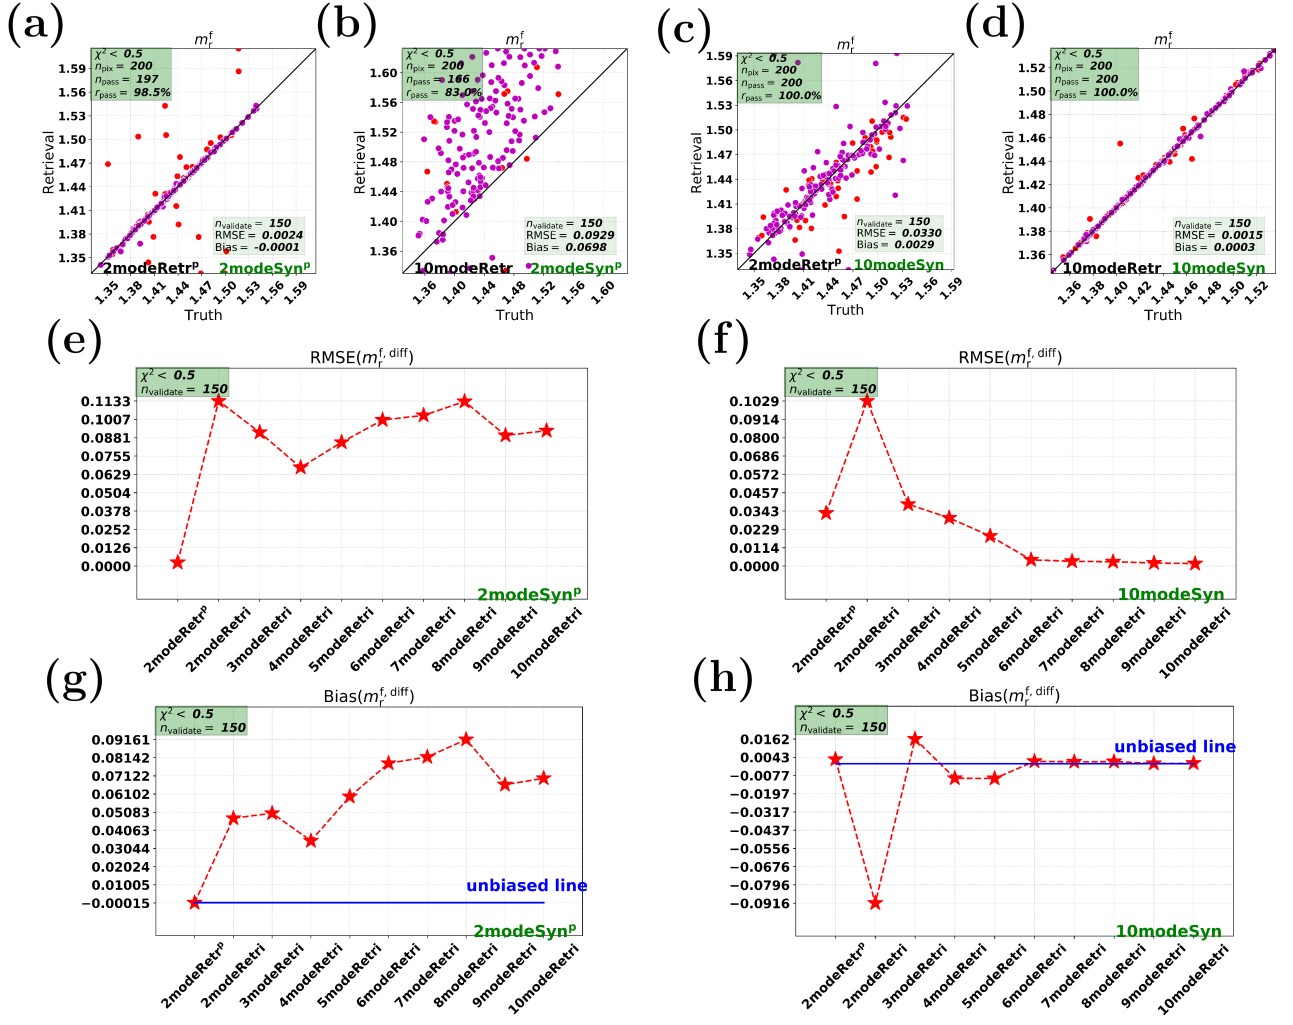 (a)
m_r^f
χ² < 0.5
n_pix = 200
n_pass = 197
r_pass = 98.5%
1.59
1.56
1.53
1.50
1.47
1.44
1.41
1.38
1.35
Retrieval
n_validate = 150
RMSE = 0.0024
Bias = -0.0001
2modeRetr^p
2modeSyn^p
1.35 1.38 1.41 1.44 1.47 1.50 1.53 1.56 1.59
Truth
(b)
m_r^f
χ² < 0.5
n_pix = 200
n_pass = 166
r_pass = 83.0%
1.60
1.56
1.52
1.48
1.44
1.40
1.36
Retrieval
n_validate = 150
RMSE = 0.0929
Bias = 0.0698
10modeRetr
2modeSyn^p
1.36 1.40 1.44 1.48 1.52 1.56 1.60
Truth
(c)
m_r^f
χ² < 0.5
n_pix = 200
n_pass = 200
r_pass = 100.0%
1.59
1.56
1.53
1.50
1.47
1.44
1.41
1.38
1.35
Retrieval
n_validate = 150
RMSE = 0.0330
Bias = 0.0029
2modeRetr^p
10modeSyn
1.35 1.38 1.41 1.44 1.47 1.50 1.53 1.56 1.59
Truth
(d)
m_r^f
χ² < 0.5
n_pix = 200
n_pass = 200
r_pass = 100.0%
1.52
1.50
1.48
1.46
1.44
1.42
1.40
1.38
1.36
Retrieval
n_validate = 150
RMSE = 0.0015
Bias = 0.0003
10modeRetr
10modeSyn
1.36 1.38 1.40 1.42 1.44 1.46 1.48 1.50 1.52
Truth
(e)
RMSE(m_r^{f, diff})
χ² < 0.5
n_validate = 150
0.1133
0.1007
0.0881
0.0755
0.0629
0.0504
0.0378
0.0252
0.0126
0.0000
2modeSyn^p
2modeRetr^p 2modeRetri 3modeRetri 4modeRetri 5modeRetri 6modeRetri 7modeRetri 8modeRetri 9modeRetri 10modeRetri
(f)
RMSE(m_r^{f, diff})
χ² < 0.5
n_validate = 150
0.1029
0.0914
0.0800
0.0686
0.0572
0.0457
0.0343
0.0229
0.0114
0.0000
10modeSyn
2modeRetr^p 2modeRetri 3modeRetri 4modeRetri 5modeRetri 6modeRetri 7modeRetri 8modeRetri 9modeRetri 10modeRetri
(g)
Bias(m_r^{f, diff})
χ² < 0.5
n_validate = 150
0.09161
0.08142
0.07122
0.06102
0.05083
0.04063
0.03044
0.02024
0.01005
−0.00015
unbiased line
2modeSyn^p
2modeRetr^p 2modeRetri 3modeRetri 4modeRetri 5modeRetri 6modeRetri 7modeRetri 8modeRetri 9modeRetri 10modeRetri
(h)
Bias(m_r^{f, diff})
χ² < 0.5
n_validate = 150
0.0162
0.0043
−0.0077
−0.0197
−0.0317
−0.0437
−0.0556
−0.0676
−0.0796
−0.0916
unbiased line
10modeSyn
2modeRetr^p 2modeRetri 3modeRetri 4modeRetri 5modeRetri 6modeRetri 7modeRetri 8modeRetri 9modeRetri 10modeRetri